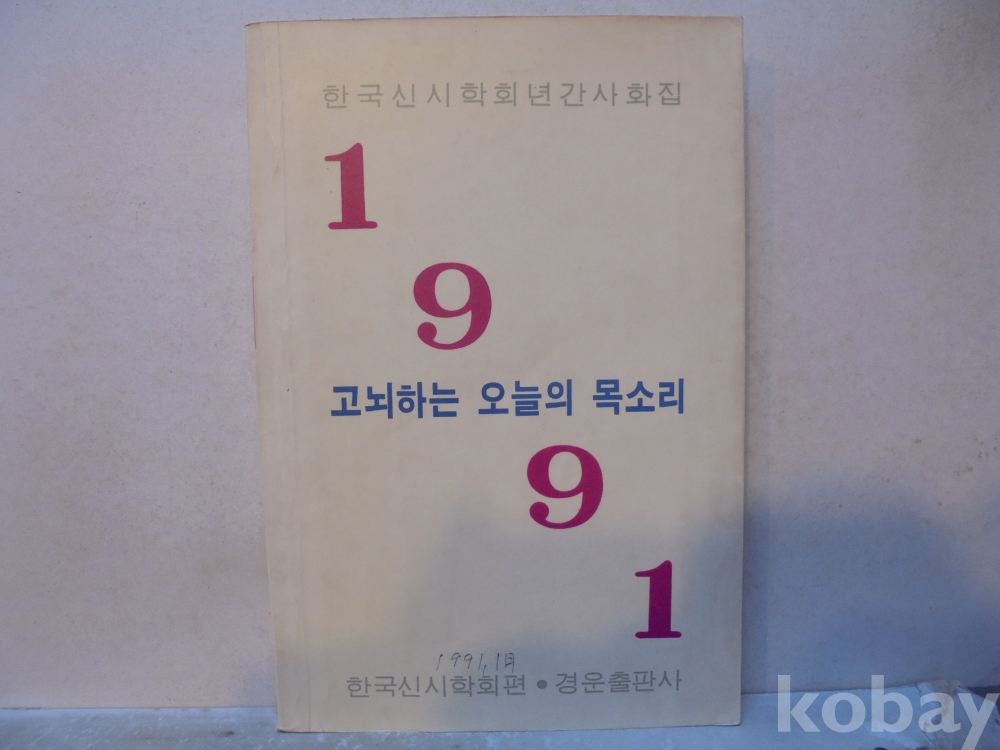 한국신시학회년간사화집
1
9
고뇌하는 오늘의 목소리
9
1
1991, 1月
한국신시학회편 • 경운출판사
kobay